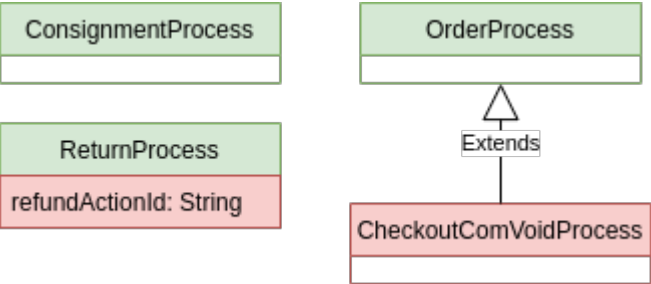 ConsignmentProcess
OrderProcess
ReturnProcess
refundActionId: String
Extends
CheckoutComVoidProcess